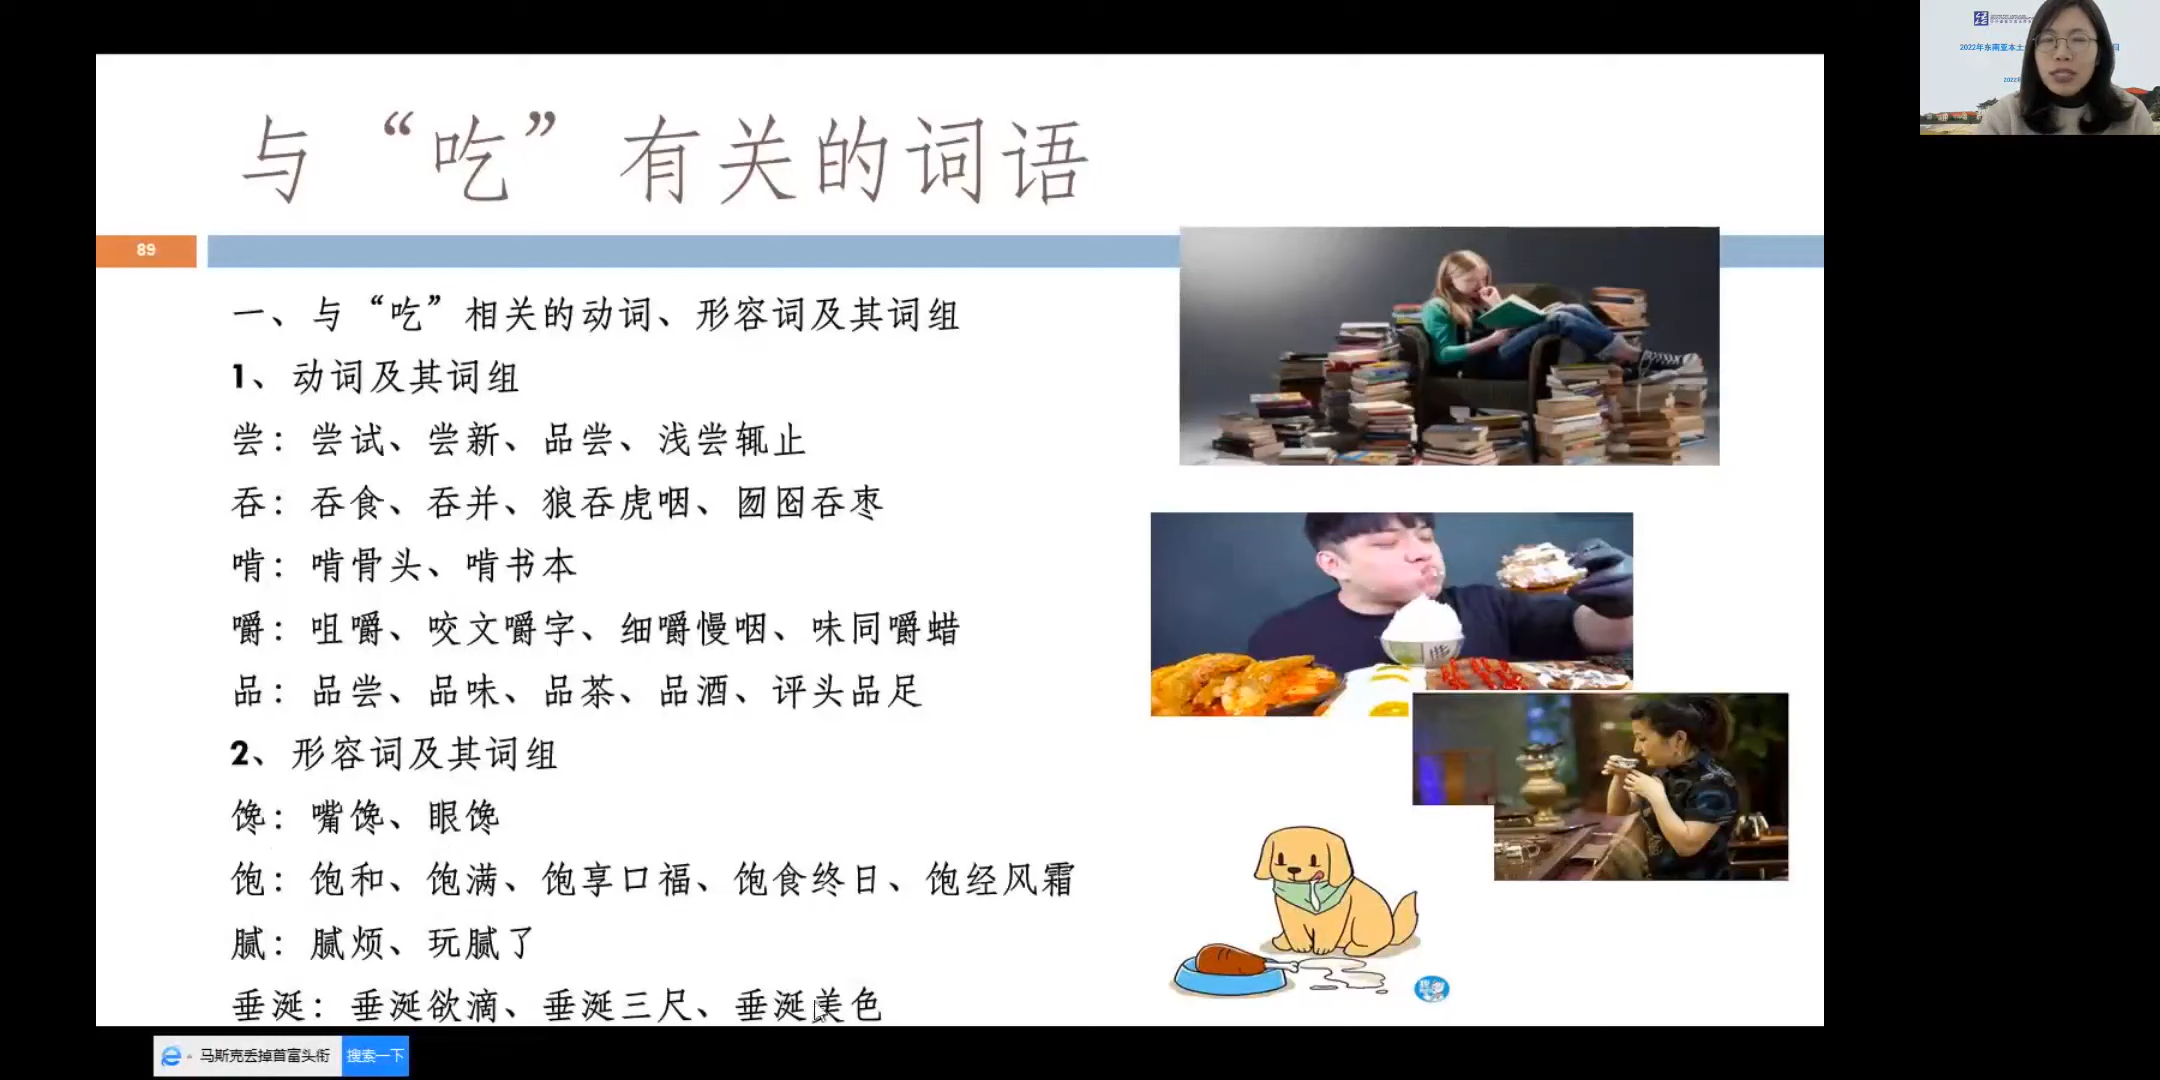 与“吃”有关的词语
89
一、与“吃”相关的动词、形容词及其词组
1、动词及其词组
尝：尝试、尝新、品尝、浅尝辄止
吞：吞食、吞并、狼吞虎咽、囫囵吞枣
啃：啃骨头、啃书本
嚼：咀嚼、咬文嚼字、细嚼慢咽、味同嚼蜡
品：品尝、品味、品茶、品酒、评头品足
2、形容词及其词组
馋：嘴馋、眼馋
饱：饱和、饱满、饱享口福、饱食终日、饱经风霜
腻：腻烦、玩腻了
垂涎：垂涎欲滴、垂涎三尺、垂涎美色
2022年东南亚本土
马斯克丢掉首富头衔
搜索一下